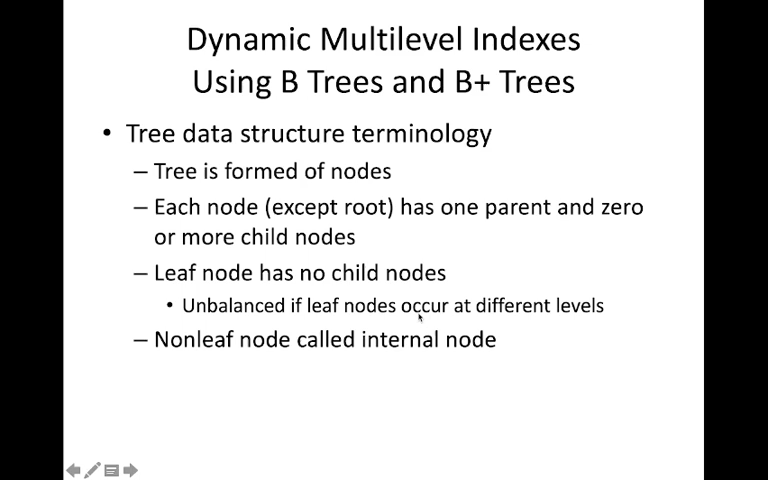 Dynamic Multilevel Indexes
Using B Trees and B+ Trees
• Tree data structure terminology
– Tree is formed of nodes
– Each node (except root) has one parent and zero
or more child nodes
– Leaf node has no child nodes
• Unbalanced if leaf nodes occur at different levels
– Nonleaf node called internal node